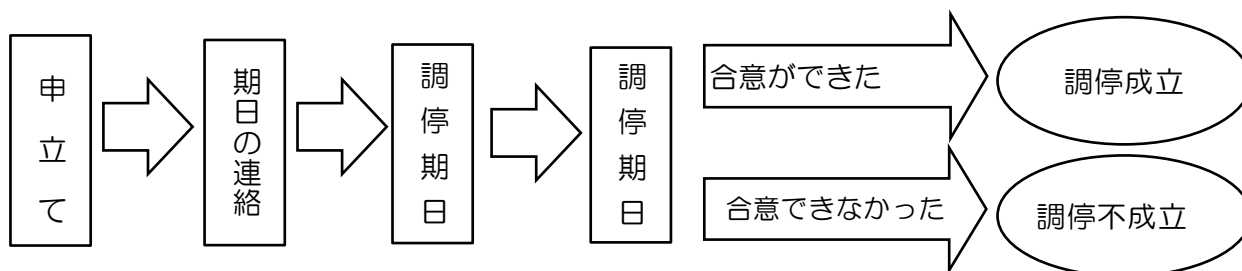 申立て
期日の連絡
調停期日
調停期日
合意ができた
調停成立
合意できなかった
調停不成立